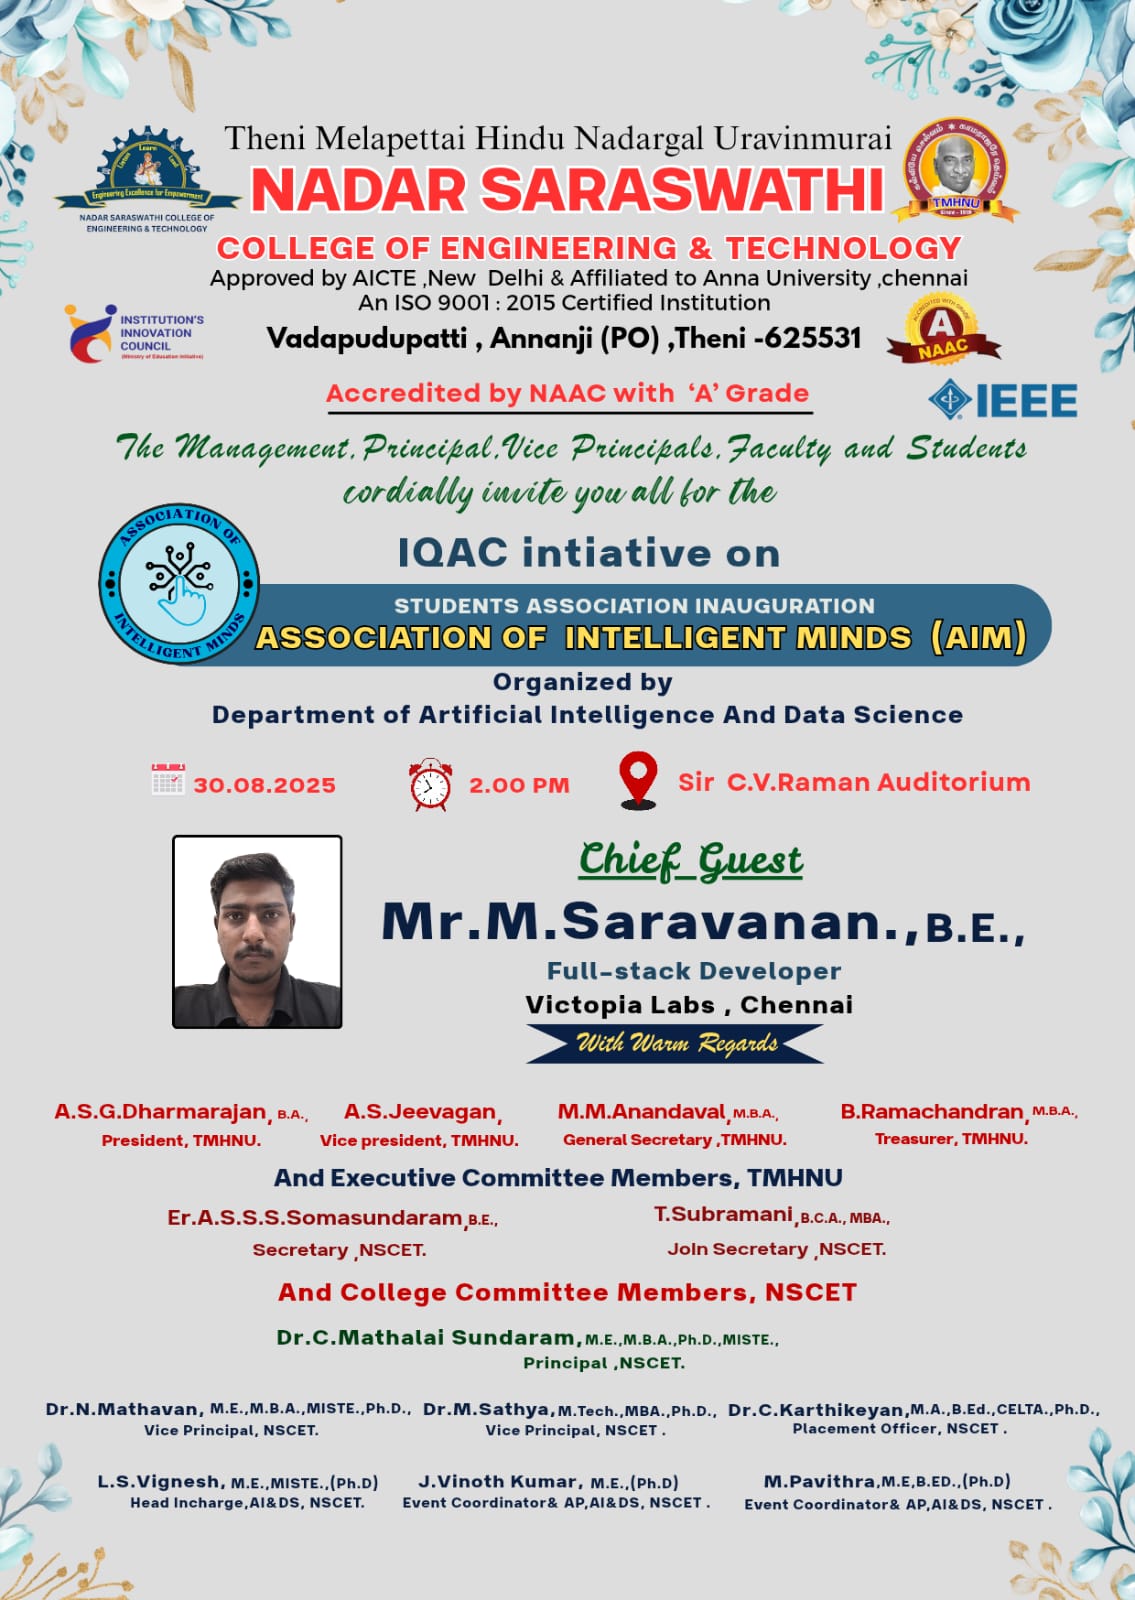 Theni Melapettai Hindu Nadargal Uravinmurai
NADAR SARASWATHI
COLLEGE OF ENGINEERING & TECHNOLOGY
Approved by AICTE ,New Delhi & Affiliated to Anna University ,chennai
An ISO 9001 : 2015 Certified Institution
Vadapudupatti , Annanji (PO) ,Theni -625531
Listen Learn Lead
Engineering Excellence for Empowerment
NADAR SARASWATHI COLLEGE OF
ENGINEERING & TECHNOLOGY
TMHNU
INSTITUTION'S
INNOVATION
COUNCIL
(Ministry of Education Initiative)
ACCREDITED WITH GRADE
A
NAAC
IEEE
Accredited by NAAC with ‘A’ Grade
The Management,Principal,Vice Principals,Faculty and Students
cordially invite you all for the
ASSOCIATION OF
INTELLIGENT MINDS
IQAC intiative on
STUDENTS ASSOCIATION INAUGURATION
ASSOCIATION OF INTELLIGENT MINDS (AIM)
Organized by
Department of Artificial Intelligence And Data Science
30.08.2025 2.00 PM Sir C.V.Raman Auditorium
Chief Guest
Mr.M.Saravanan.,B.E.,
Full-stack Developer
Victopia Labs , Chennai
With Warm Regards
A.S.G.Dharmarajan, B.A., A.S.Jeevagan, M.M.Anandaval,M.B.A., B.Ramachandran,M.B.A.,
President, TMHNU. Vice president, TMHNU. General Secretary ,TMHNU. Treasurer, TMHNU.
And Executive Committee Members, TMHNU
Er.A.S.S.S.Somasundaram,B.E., T.Subramani,B.C.A., MBA.,
Secretary ,NSCET. JoIn Secretary ,NSCET.
And College Committee Members, NSCET
Dr.C.Mathalai Sundaram,M.E.,M.B.A.,Ph.D.,MISTE.,
Principal ,NSCET.
Dr.N.Mathavan, M.E.,M.B.A.,MISTE.,Ph.D., Dr.M.Sathya,M.Tech.,MBA.,Ph.D., Dr.C.Karthikeyan,M.A.,B.Ed.,CELTA.,Ph.D.,
Vice Principal, NSCET. Vice Principal, NSCET . Placement Officer, NSCET .
L.S.Vignesh, M.E.,MISTE.,(Ph.D) J.Vinoth Kumar, M.E.,(Ph.D) M.Pavithra,M.E,B.ED.,(Ph.D)
Head Incharge,AI&DS, NSCET. Event Coordinator& AP,AI&DS, NSCET . Event Coordinator& AP,AI&DS, NSCET .